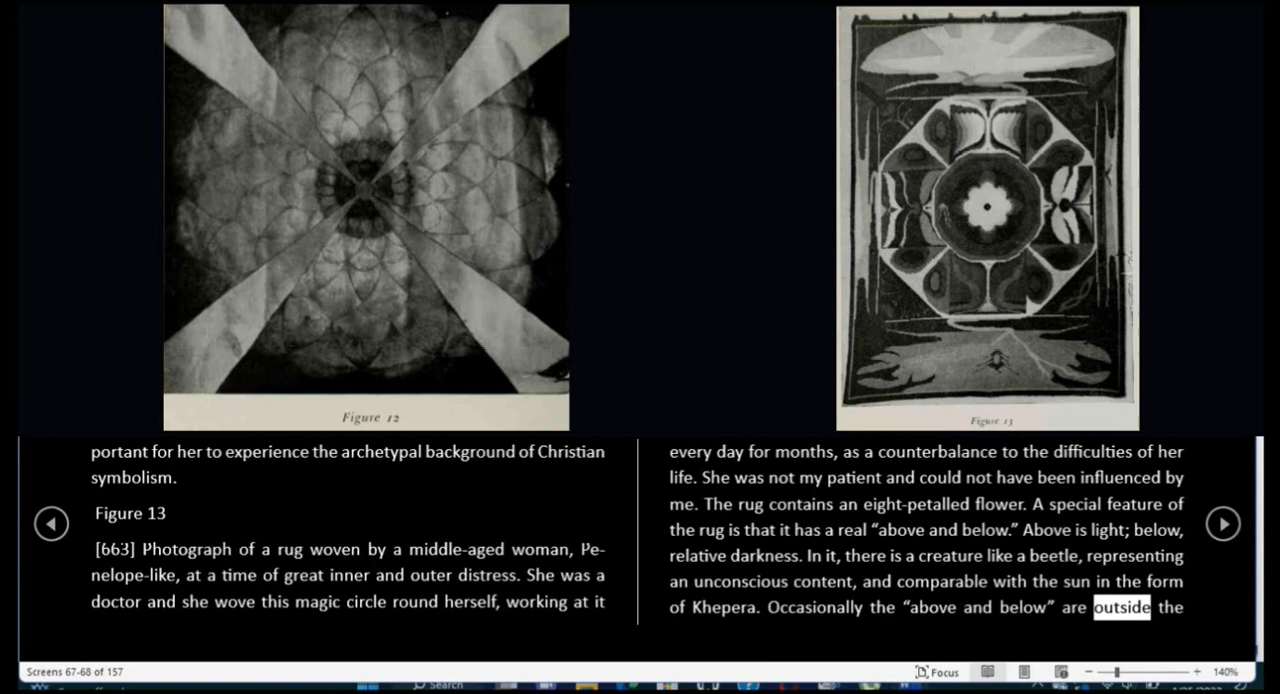 Figure 12
Figure 13
portant for her to experience the archetypal background of Christian
symbolism.
Figure 13
[663] Photograph of a rug woven by a middle-aged woman, Pe-
nelope-like, at a time of great inner and outer distress. She was a
doctor and she wove this magic circle round herself, working at it
every day for months, as a counterbalance to the difficulties of her
life. She was not my patient and could not have been influenced by
me. The rug contains an eight-petalled flower. A special feature of
the rug is that it has a real “above and below.” Above is light; below,
relative darkness. In it, there is a creature like a beetle, representing
an unconscious content, and comparable with the sun in the form
of Khepera. Occasionally the “above and below” are outside the
Screens 67-68 of 157
Focus
140%
Search